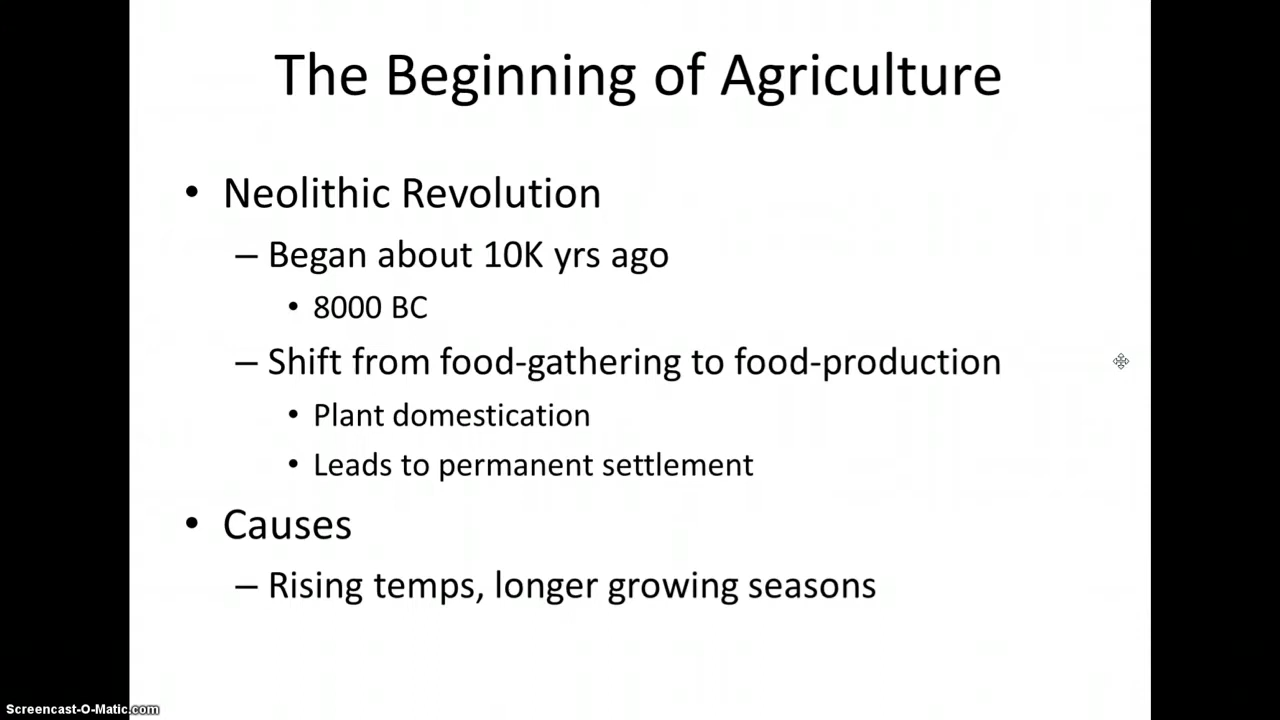 The Beginning of Agriculture
• Neolithic Revolution
– Began about 10K yrs ago
• 8000 BC
– Shift from food-gathering to food-production
• Plant domestication
• Leads to permanent settlement
• Causes
– Rising temps, longer growing seasons
Screencast-O-Matic.com